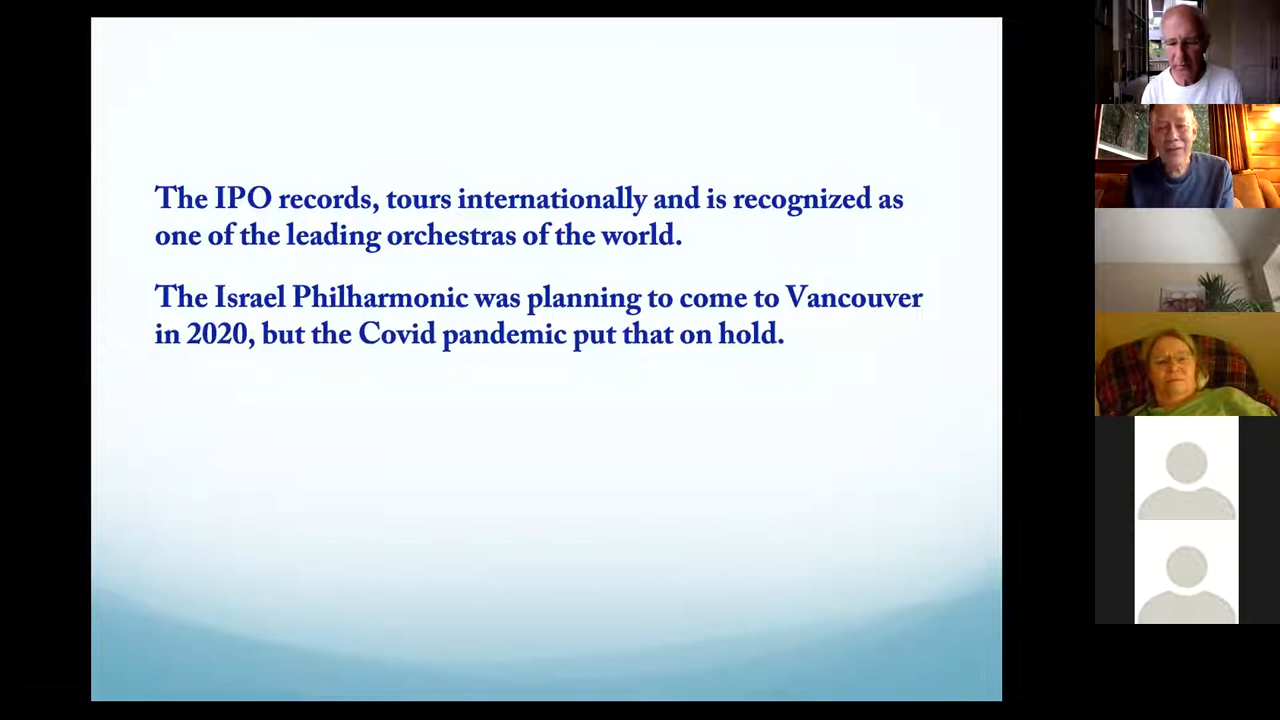 The IPO records, tours internationally and is recognized as
one of the leading orchestras of the world.
The Israel Philharmonic was planning to come to Vancouver
in 2020, but the Covid pandemic put that on hold.